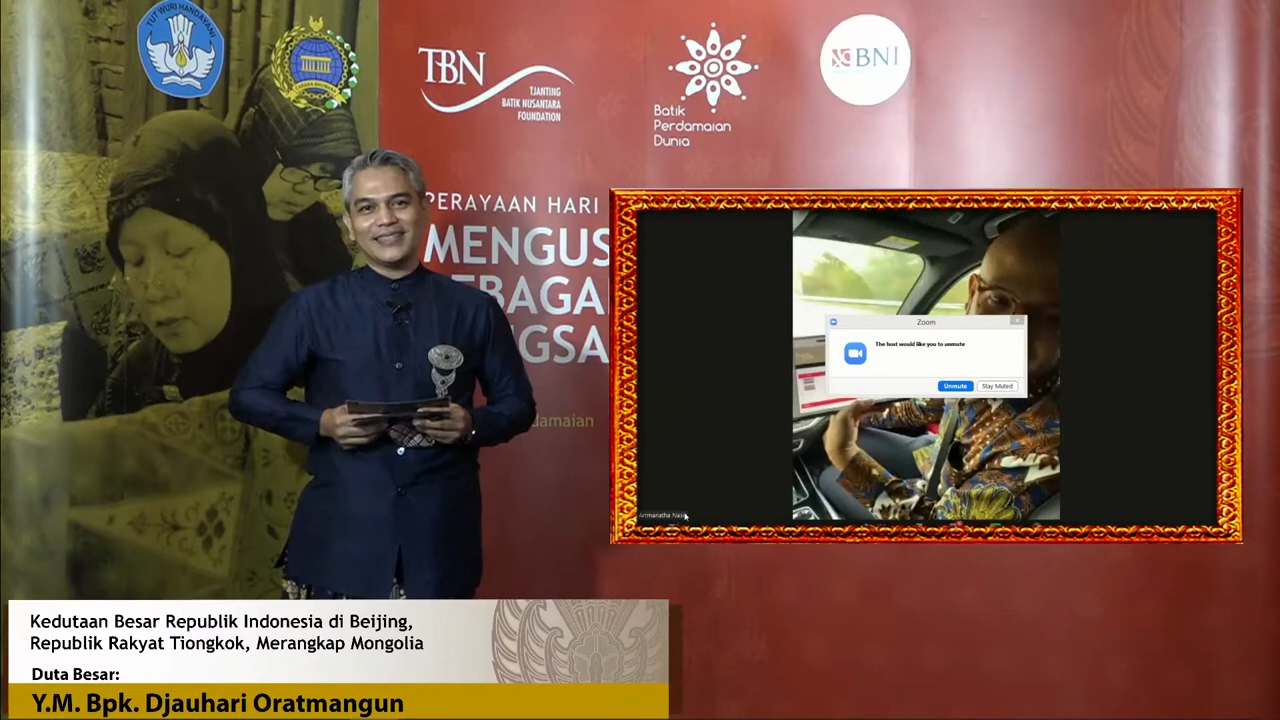 TUT WURI HANDAYANI
TBN
TJANTING
BATIK NUSANTARA
FOUNDATION
Batik
Perdamaian
Dunia
BNI
PERAYAAN HARI
MENGUS
EBAGA
GSA
damaian
Zoom
The host would like you to unmute
Unmute
Stay Muted
Kedutaan Besar Republik Indonesia di Beijing,
Republik Rakyat Tiongkok, Merangkap Mongolia
Duta Besar:
Y.M. Bpk. Djauhari Oratmangun